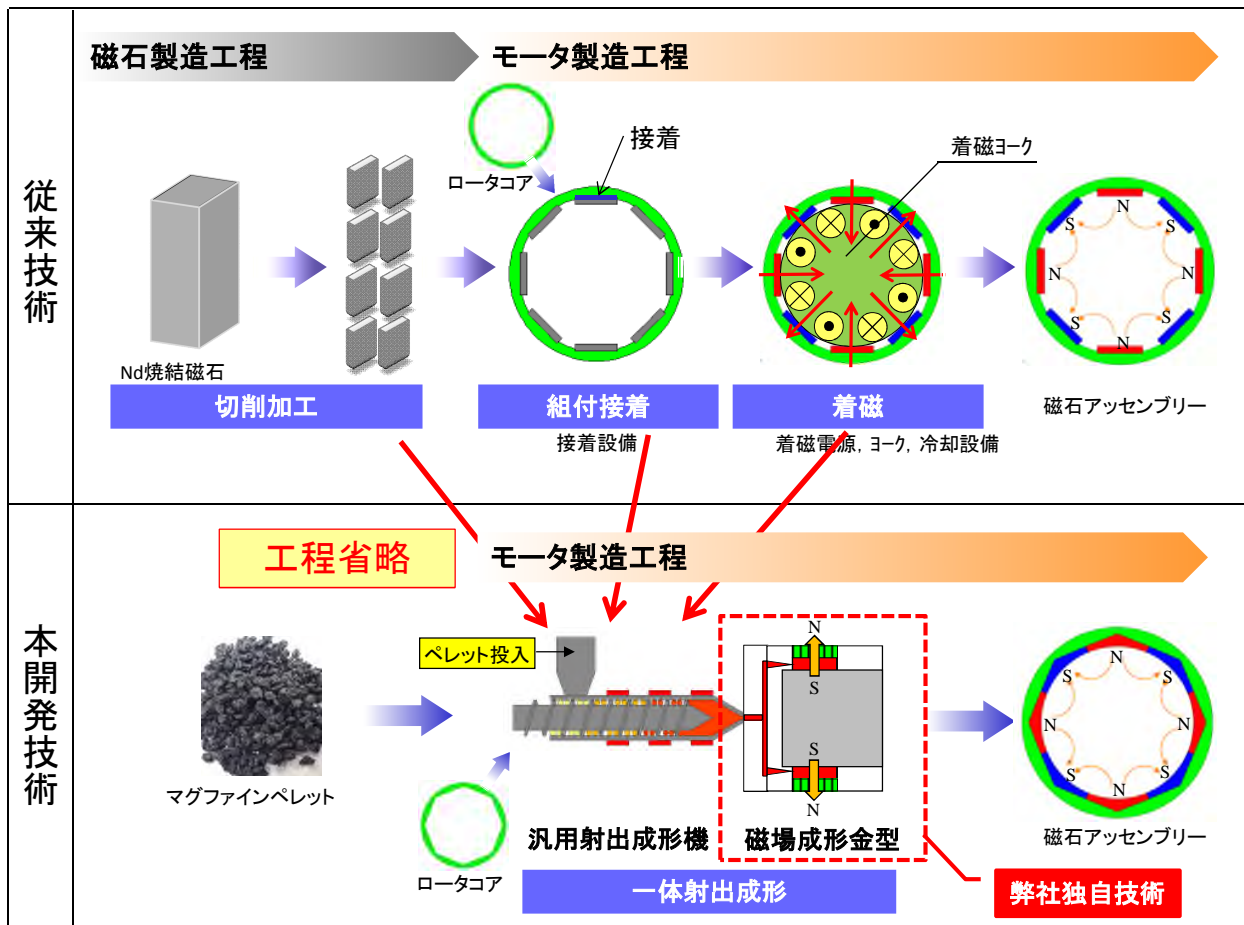 従来技術
磁石製造工程
モータ製造工程
接着
着磁ヨーク
ロータコア
N
S
S
N
N
S
S
N
Nd焼結磁石
磁石アッセンブリー
切削加工
組付接着
着磁
接着設備
着磁電源, ヨーク, 冷却設備
本開発技術
工程省略
モータ製造工程
ペレット投入
N
S
S
N
N
S
S
N
N
S
S
N
マグファインペレット
ロータコア
汎用射出成形機
磁場成形金型
磁石アッセンブリー
一体射出成形
弊社独自技術